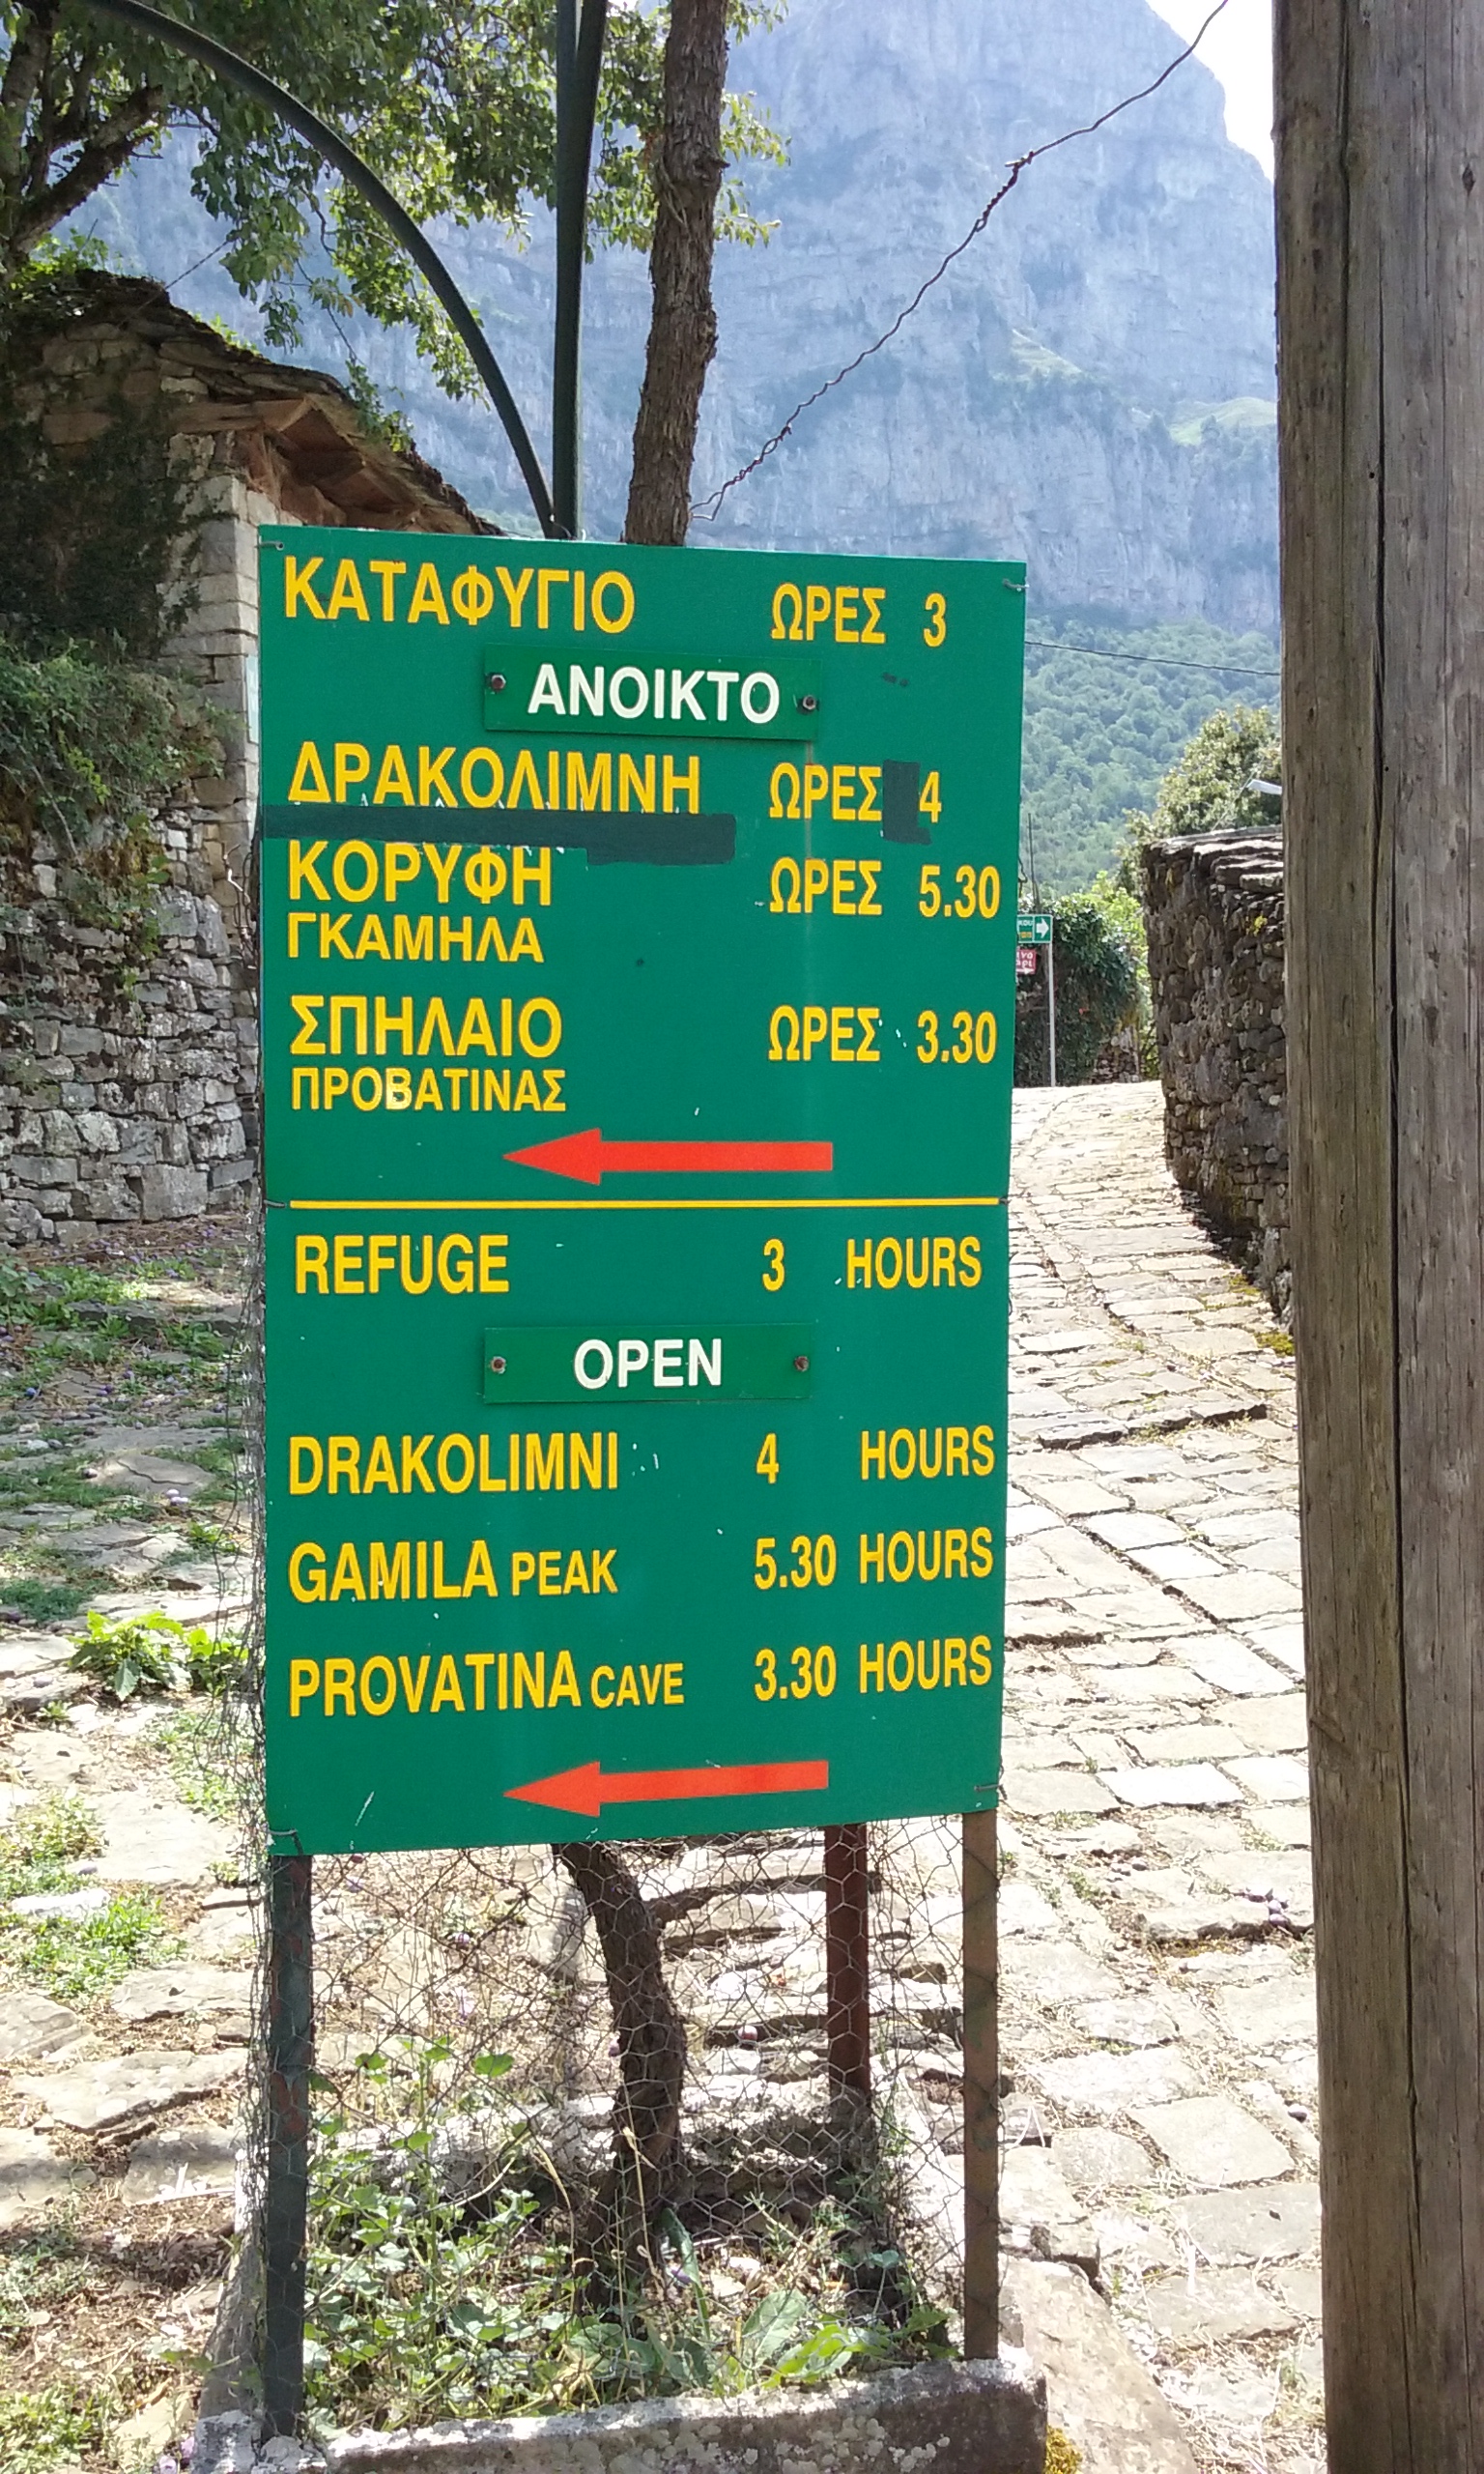 ΚΑΤΑΦΥΓΙΟ ΩΡΕΣ 3
ΑΝΟΙΚΤΟ
ΔΡΑΚΟΛΙΜΝΗ ΩΡΕΣ 4
ΚΟΡΥΦΗ ΩΡΕΣ 5.30
ΓΚΑΜΗΛΑ
ΣΠΗΛΑΙΟ ΩΡΕΣ 3.30
ΠΡΟΒΑΤΙΝΑΣ
REFUGE 3 HOURS
OPEN
DRAKOLIMNI 4 HOURS
GAMILA PEAK 5.30 HOURS
PROVATINA CAVE 3.30 HOURS